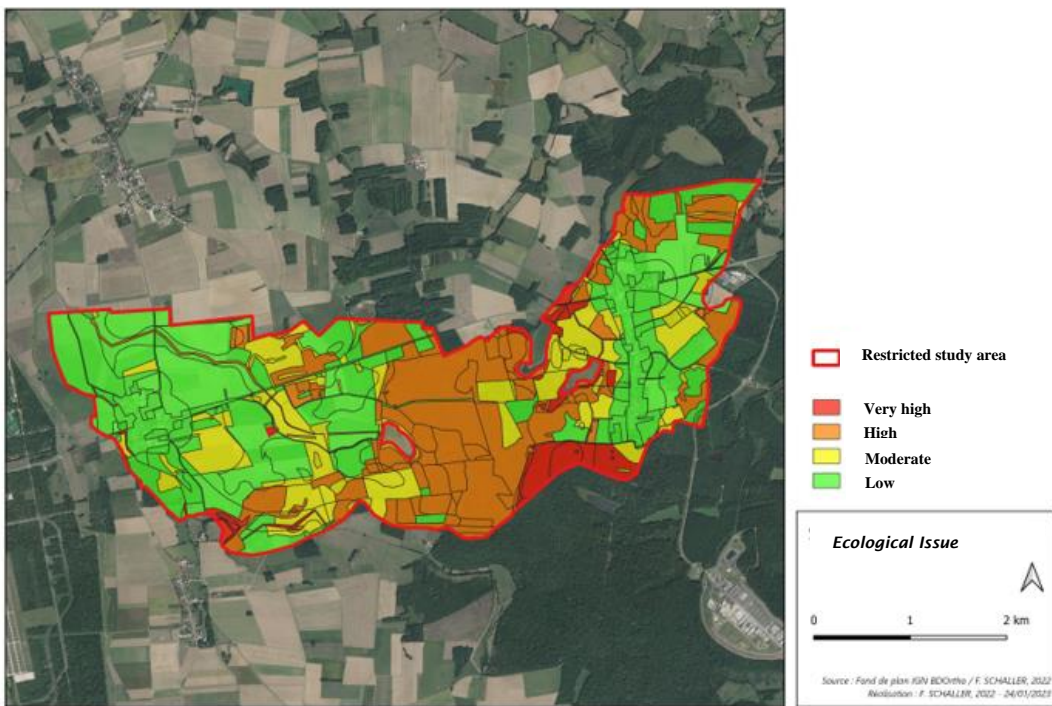 Restricted study area
Very high
High
Moderate
Low
Ecological Issue
0 1 2 km
Source : Fond de plan IGN BDOrtho / F. SCHALLER, 2022
Réalisation : F. SCHALLER, 2022 - 24/01/2023